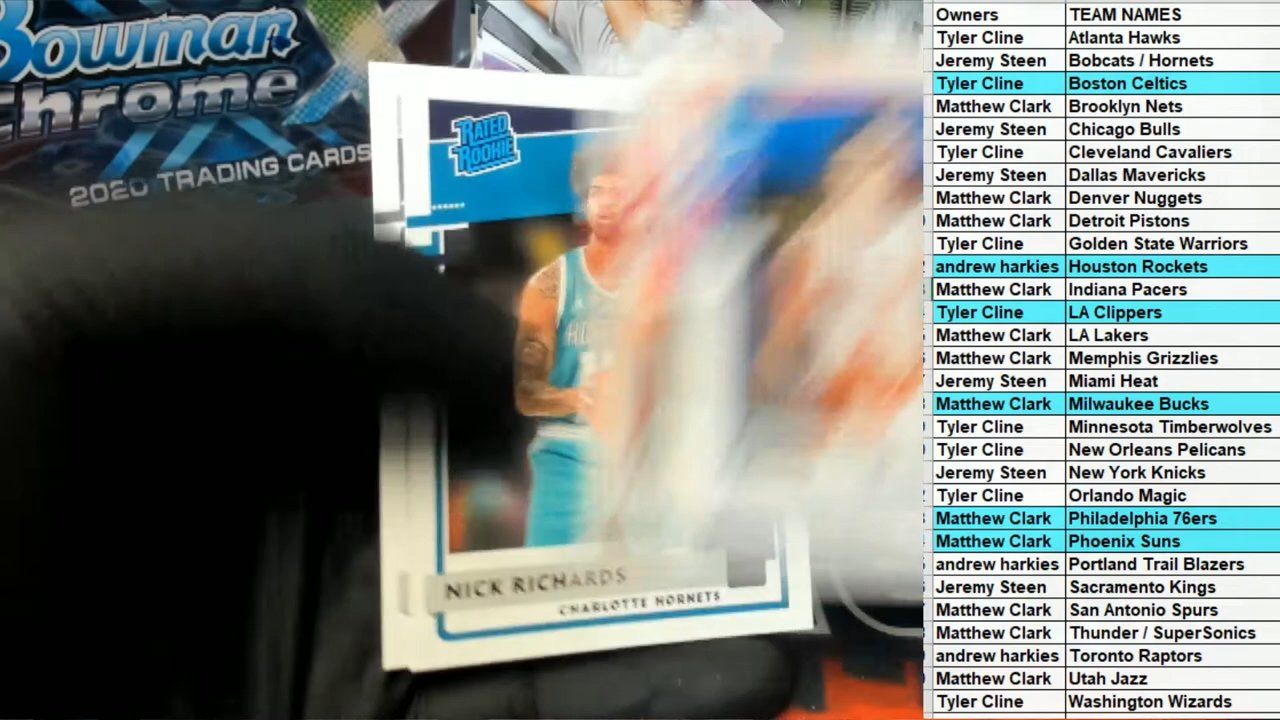 Bowman
Chrome
2020 TRADING CARDS
RATED
ROOKIE
NICK RICHARDS
CHARLOTTE HORNETS
Owners TEAM NAMES
Tyler Cline Atlanta Hawks
Jeremy Steen Bobcats / Hornets
Tyler Cline Boston Celtics
Matthew Clark Brooklyn Nets
Jeremy Steen Chicago Bulls
Tyler Cline Cleveland Cavaliers
Jeremy Steen Dallas Mavericks
Matthew Clark Denver Nuggets
Matthew Clark Detroit Pistons
Tyler Cline Golden State Warriors
andrew harkies Houston Rockets
Matthew Clark Indiana Pacers
Tyler Cline LA Clippers
Matthew Clark LA Lakers
Matthew Clark Memphis Grizzlies
Jeremy Steen Miami Heat
Matthew Clark Milwaukee Bucks
Tyler Cline Minnesota Timberwolves
Tyler Cline New Orleans Pelicans
Jeremy Steen New York Knicks
Tyler Cline Orlando Magic
Matthew Clark Philadelphia 76ers
Matthew Clark Phoenix Suns
andrew harkies Portland Trail Blazers
Jeremy Steen Sacramento Kings
Matthew Clark San Antonio Spurs
Matthew Clark Thunder / SuperSonics
andrew harkies Toronto Raptors
Matthew Clark Utah Jazz
Tyler Cline Washington Wizards